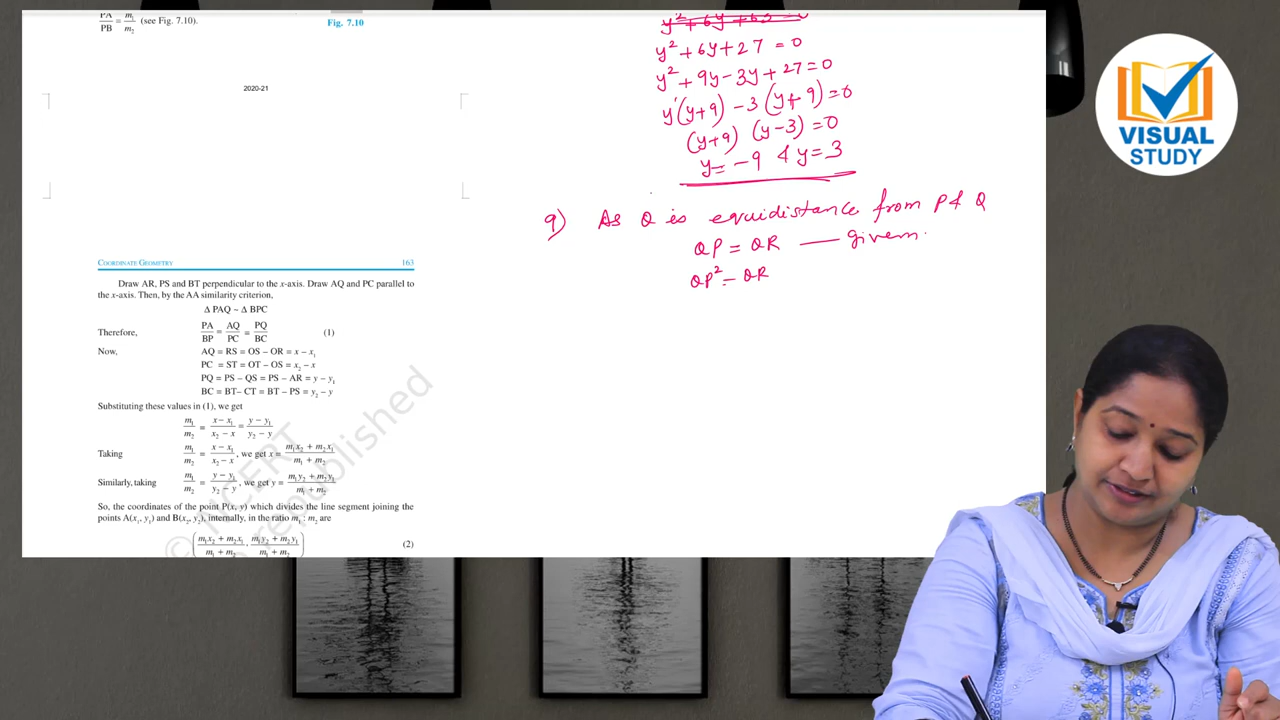 PA/PB = m₁/m₂ (see Fig. 7.10).
Fig. 7.10
2020-21
COORDINATE GEOMETRY 163
Draw AR, PS and BT perpendicular to the x-axis. Draw AQ and PC parallel to
the x-axis. Then, by the AA similarity criterion,
Δ PAQ ~ Δ BPC
Therefore, PA/BP = AQ/PC = PQ/BC (1)
Now, AQ = RS = OS – OR = x – x₁
PC = ST = OT – OS = x₂ – x
PQ = PS – QS = PS – AR = y – y₁
BC = BT– CT = BT – PS = y₂ – y
Substituting these values in (1), we get
m₁/m₂ = (x – x₁)/(x₂ – x) = (y – y₁)/(y₂ – y)
Taking m₁/m₂ = (x – x₁)/(x₂ – x), we get x = (m₁x₂ + m₂x₁)/(m₁ + m₂)
Similarly, taking m₁/m₂ = (y – y₁)/(y₂ – y), we get y = (m₁y₂ + m₂y₁)/(m₁ + m₂)
So, the coordinates of the point P(x, y) which divides the line segment joining the
points A(x₁, y₁) and B(x₂, y₂), internally, in the ratio m₁ : m₂ are
((m₁x₂ + m₂x₁)/(m₁ + m₂), (m₁y₂ + m₂y₁)/(m₁ + m₂)) (2)
© NCERT
republished
y² + 6y + 63 = 0
y² + 6y + 27 = 0
y² + 9y - 3y + 27 = 0
y(y+9) - 3(y+9) = 0
(y+9) (y-3) = 0
y = -9 & y = 3
9) As Q is equidistance from P & Q
QP = QR — given.
QP² = QR
VISUAL
STUDY